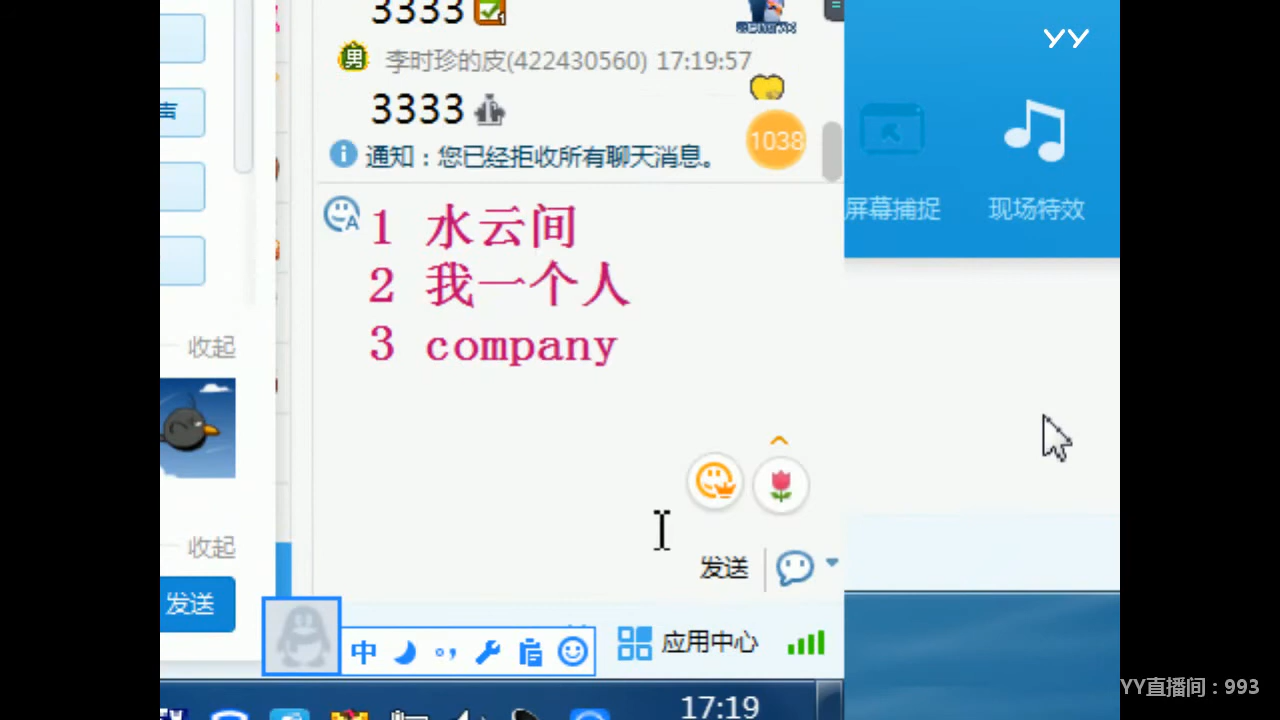 3333
男 李时珍的皮(422430560) 17:19:57
3333
1038
通知：您已经拒收所有聊天消息。
1 水云间
2 我一个人
3 company
YY
屏幕捕捉
现场特效
声
收起
收起
发送
发送
中
应用中心
17:19
YY直播间：993